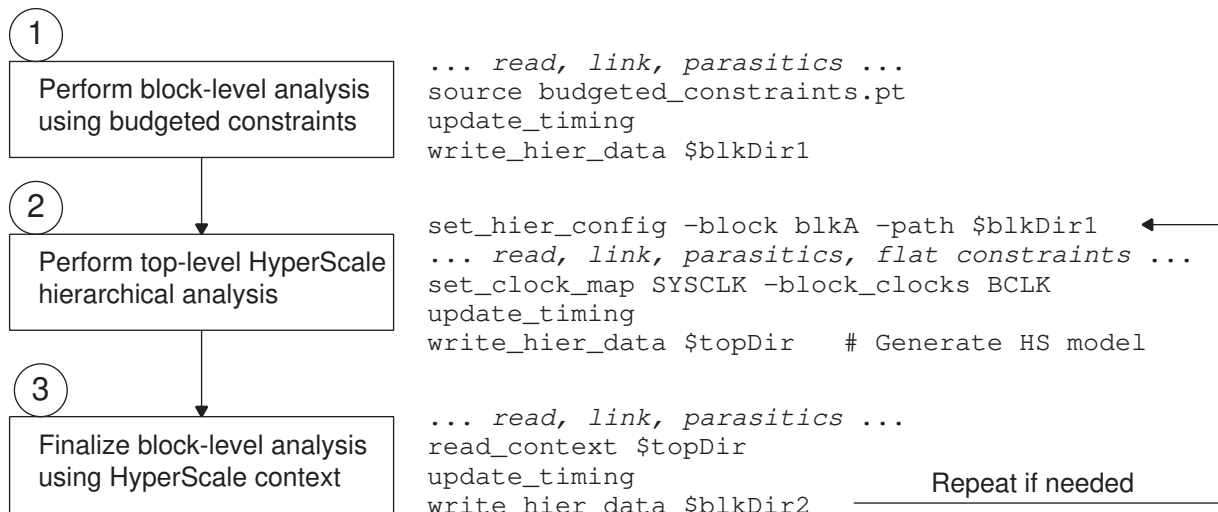 1
Perform block-level analysis
using budgeted constraints
... read, link, parasitics ...
source budgeted_constraints.pt
update_timing
write_hier_data $blkDir1
2
Perform top-level HyperScale
hierarchical analysis
set_hier_config -block blkA -path $blkDir1
... read, link, parasitics, flat constraints ...
set_clock_map SYSCLK -block_clocks BCLK
update_timing
write_hier_data $topDir # Generate HS model
3
Finalize block-level analysis
using HyperScale context
... read, link, parasitics ...
read_context $topDir
update_timing
write_hier_data $blkDir2
Repeat if needed